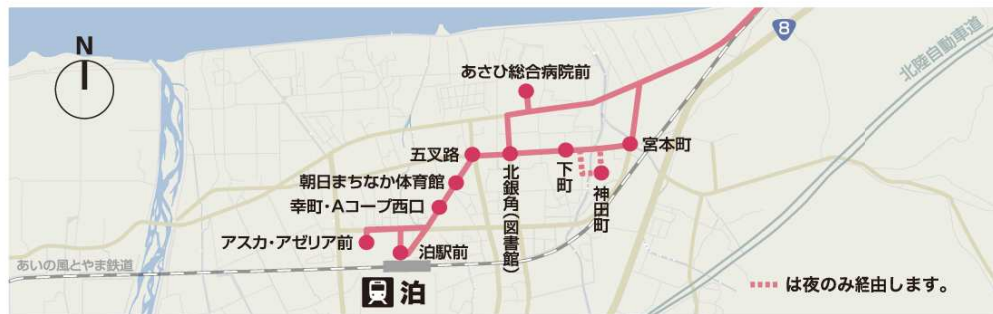 N
8
北陸自動車道
あさひ総合病院前
宮本町
五叉路
北銀角(図書館)
下町
神田町
朝日まちなか体育館
幸町・Aコープ西口
アスカ・アゼリア前
泊駅前
あいの風とやま鉄道
泊
は夜のみ経由します。